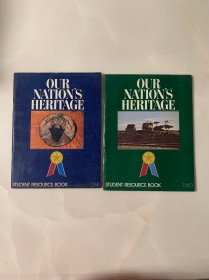 OUR
NATION'S
HERITAGE
STUDENT RESOURCE BOOK ONE
OUR
NATION'S
HERITAGE
STUDENT RESOURCE BOOK TWO